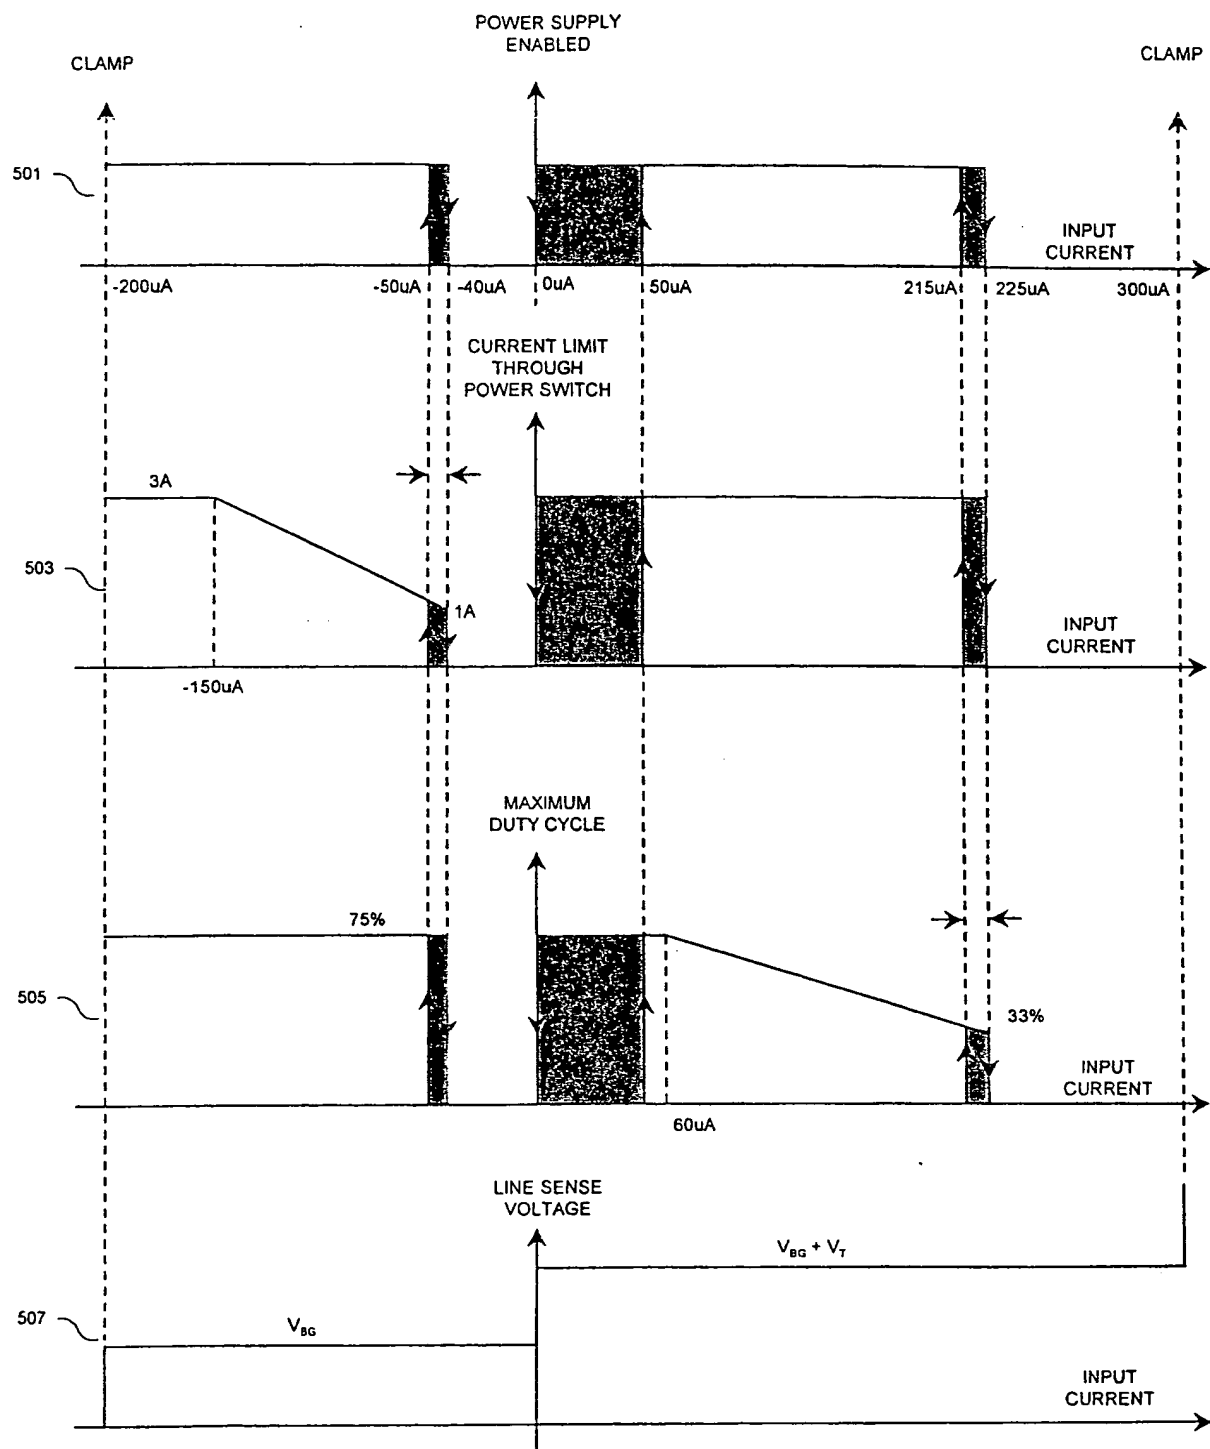 POWER SUPPLY
ENABLED
CLAMP
CLAMP
501
INPUT
CURRENT
-200uA
-50uA
-40uA
0uA
50uA
215uA
225uA
300uA
CURRENT LIMIT
THROUGH
POWER SWITCH
3A
503
1A
INPUT
CURRENT
-150uA
MAXIMUM
DUTY CYCLE
75%
505
33%
INPUT
CURRENT
60uA
LINE SENSE
VOLTAGE
V_BG + V_T
507
V_BG
INPUT
CURRENT